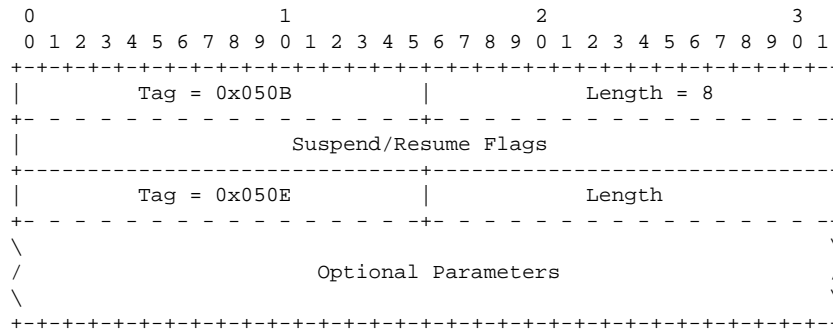 0                   1                   2                   3
 0 1 2 3 4 5 6 7 8 9 0 1 2 3 4 5 6 7 8 9 0 1 2 3 4 5 6 7 8 9 0 1
+-+-+-+-+-+-+-+-+-+-+-+-+-+-+-+-+-+-+-+-+-+-+-+-+-+-+-+-+-+-+-+-
|         Tag = 0x050B          |            Length = 8
+- - - - - - - - - - - - - - - -+- - - - - - - - - - - - - - - --
|                     Suspend/Resume Flags
+-------------------------------+--------------------------------
|         Tag = 0x050E          |            Length
+- - - - - - - - - - - - - - - -+- - - - - - - - - - - - - - - --
\                                                               \
/                       Optional Parameters                     /
\                                                               \
+-+-+-+-+-+-+-+-+-+-+-+-+-+-+-+-+-+-+-+-+-+-+-+-+-+-+-+-+-+-+-+-